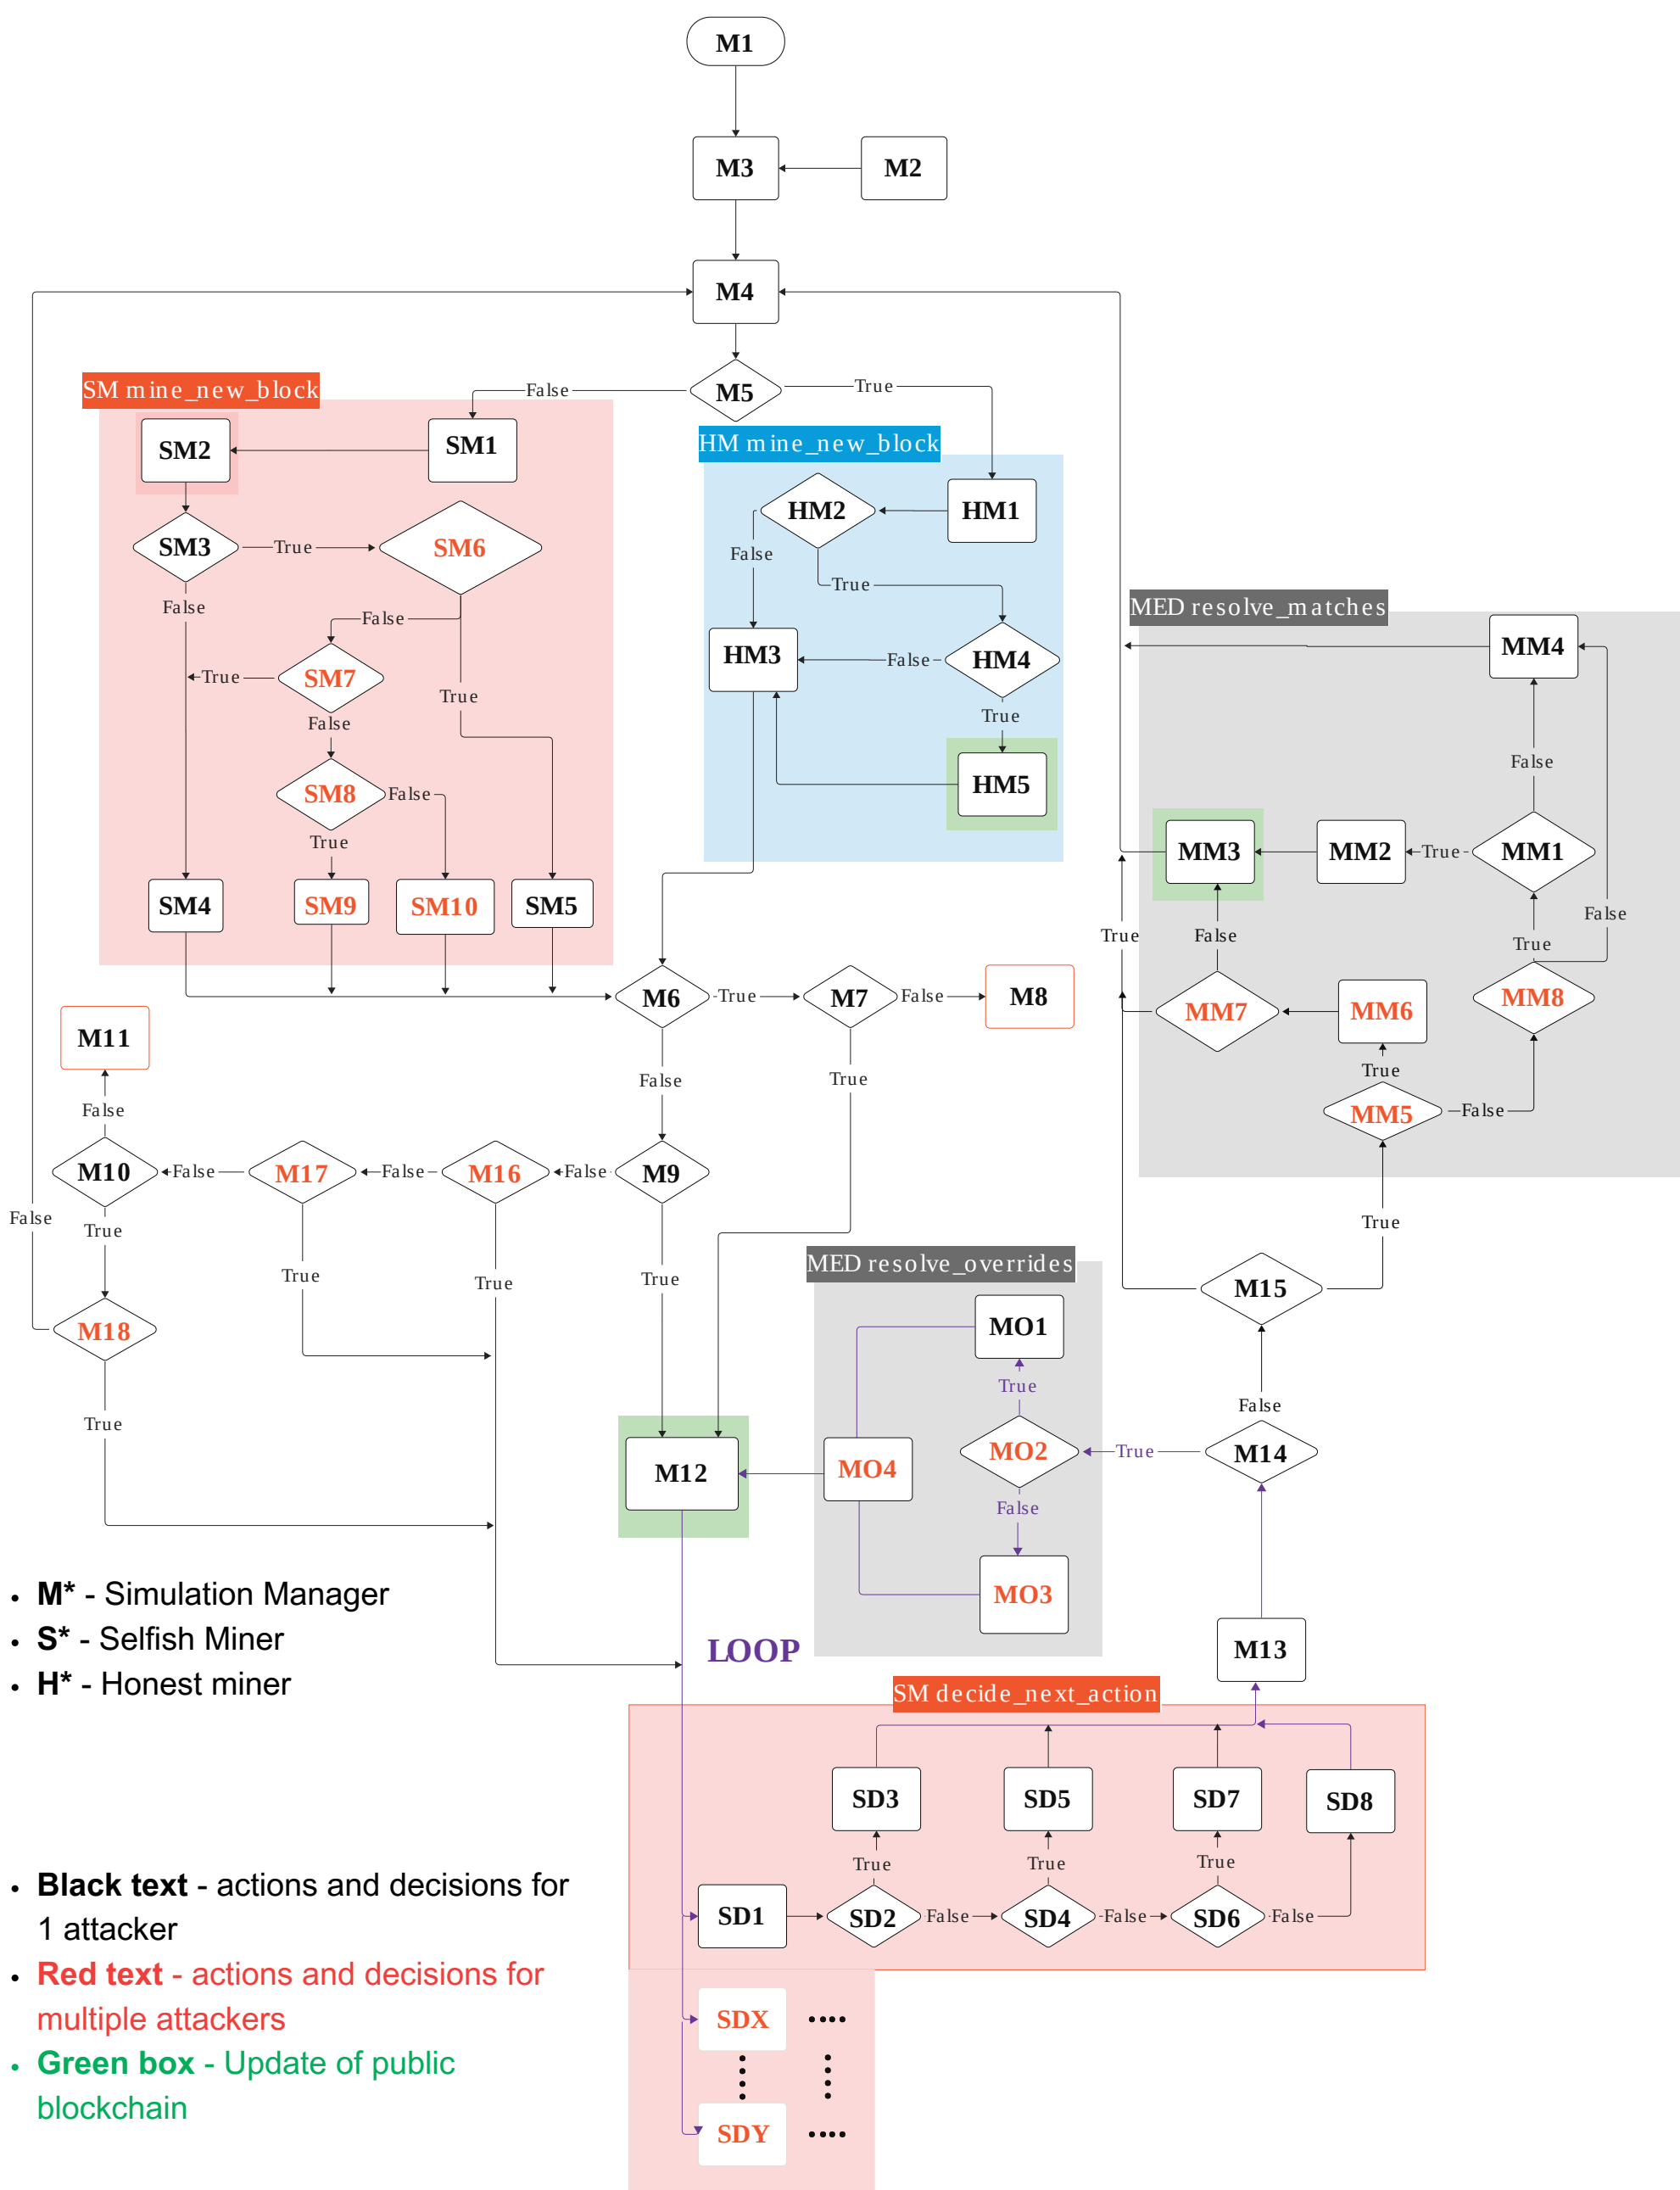 M1
M3
M2
M4
M5
False
True
SM mine_new_block
SM2
SM1
SM3
True
SM6
False
False
SM7
True
True
False
SM8
False
True
SM4
SM9
SM10
SM5
HM mine_new_block
HM2
HM1
False
True
HM3
False
HM4
True
HM5
MED resolve_matches
MM4
False
MM3
MM2
True
MM1
False
True
False
True
MM7
MM6
MM8
True
MM5
False
M6
True
M7
False
M8
M11
False
True
False
M10
False
M17
False
M16
False
M9
False
True
True
True
True
M18
True
True
M15
MED resolve_overrides
MO1
True
MO4
MO2
True
M14
False
False
MO3
M12
LOOP
M13
• M* - Simulation Manager
• S* - Selfish Miner
• H* - Honest miner
SM decide_next_action
SD3
SD5
SD7
SD8
True
True
True
SD1
SD2
False
SD4
False
SD6
False
SDX
SDY
• Black text - actions and decisions for
1 attacker
• Red text - actions and decisions for
multiple attackers
• Green box - Update of public
blockchain